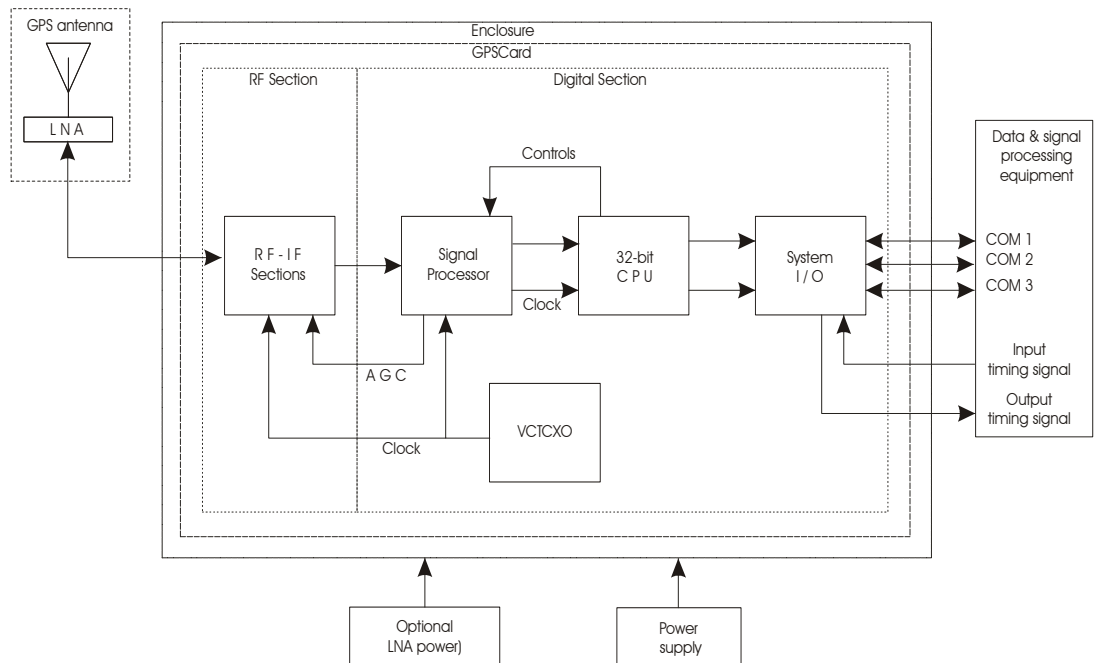 GPS antenna
L N A
Enclosure
GPSCard
RF Section
Digital Section
Data & signal
processing
equipment
Controls
R F - I F
Sections
Signal
Processor
32-bit
C P U
System
I / O
COM 1
COM 2
COM 3
Clock
A G C
Input
timing signal
Output
timing signal
VCTCXO
Clock
Optional
LNA power)
Power
supply